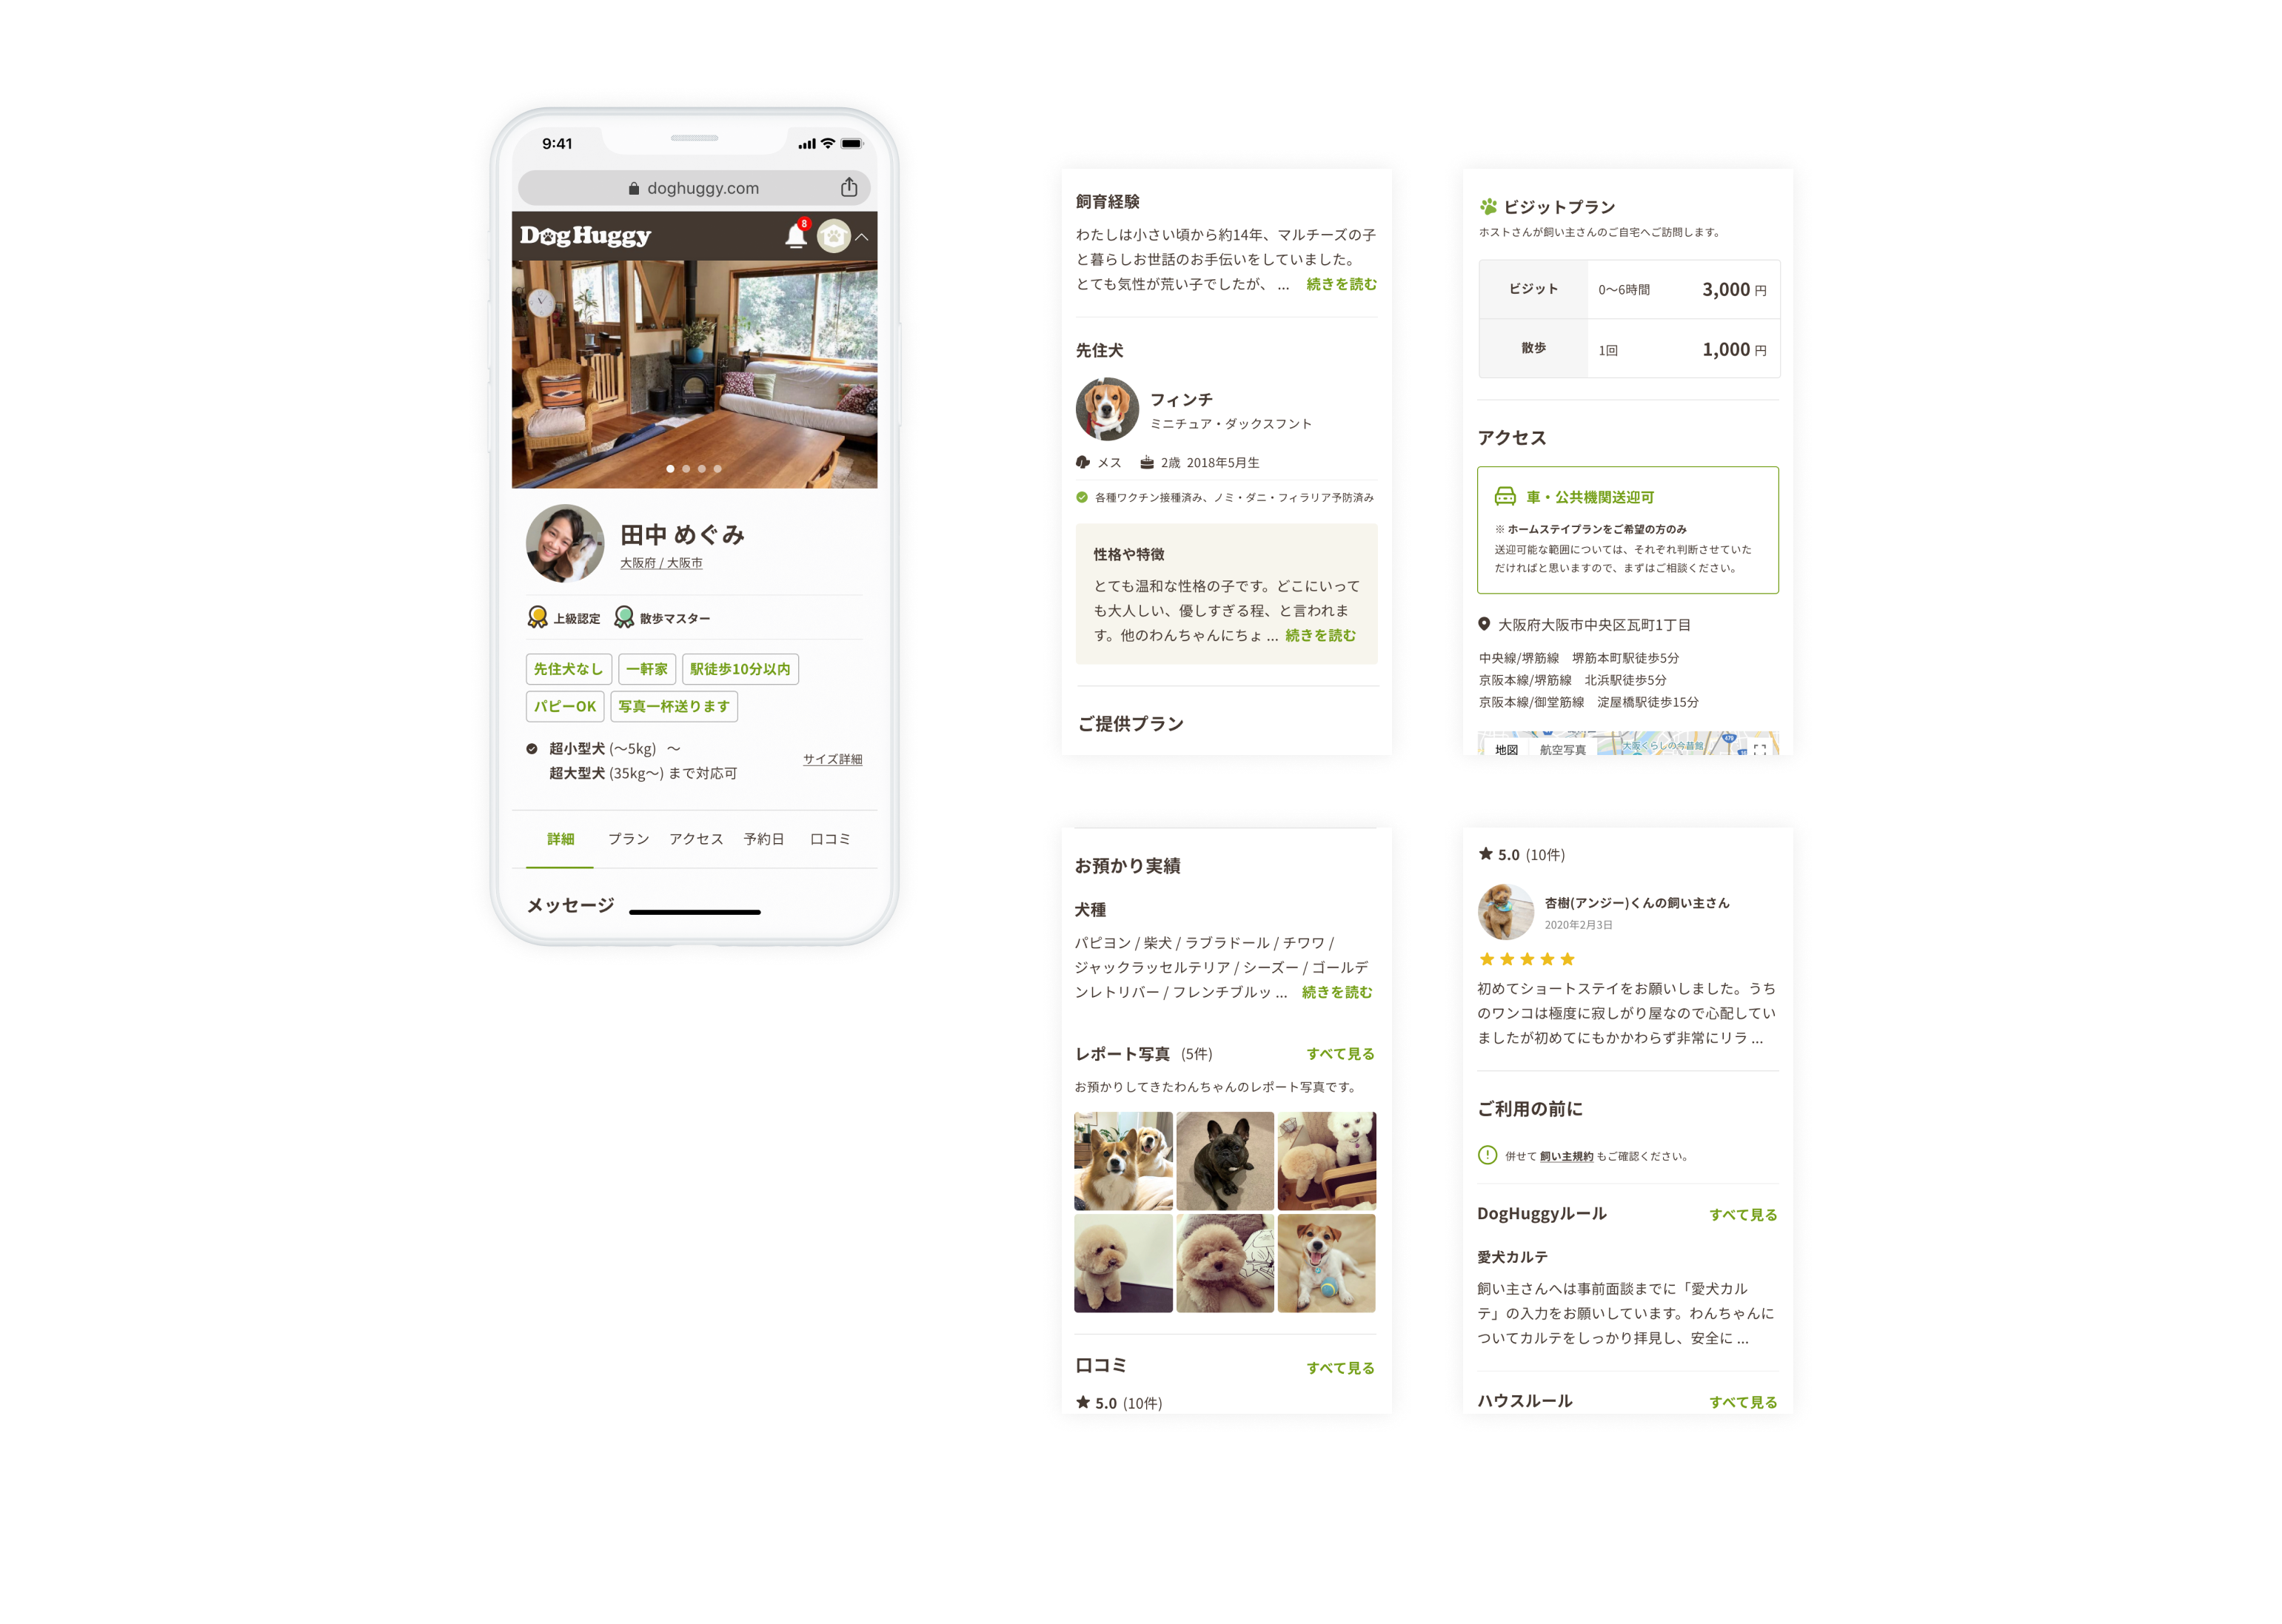 9:41
doghuggy.com
DogHuggy
8
田中 めぐみ
大阪府 / 大阪市
上級認定 散歩マスター
先住犬なし 一軒家 駅徒歩10分以内
パピーOK 写真一杯送ります
超小型犬 (〜5kg) 〜
超大型犬 (35kg〜) まで対応可
サイズ詳細
詳細 プラン アクセス 予約日 口コミ
メッセージ
飼育経験
わたしは小さい頃から約14年、マルチーズの子
と暮らしお世話のお手伝いをしていました。
とても気性が荒い子でしたが、 ... 続きを読む
先住犬
フィンチ
ミニチュア・ダックスフント
メス 2歳 2018年5月生
各種ワクチン接種済み、ノミ・ダニ・フィラリア予防済み
性格や特徴
とても温和な性格の子です。どこにいって
も大人しい、優しすぎる程、と言われま
す。他のわんちゃんにちょ ... 続きを読む
ご提供プラン
ビジットプラン
ホストさんが飼い主さんのご自宅へご訪問します。
ビジット 0〜6時間 3,000 円
散歩 1回 1,000 円
アクセス
車・公共機関送迎可
※ ホームステイプランをご希望の方のみ
送迎可能な範囲については、それぞれ判断させていた
だければと思いますので、まずはご相談ください。
大阪府大阪市中央区瓦町1丁目
中央線/堺筋線 堺筋本町駅徒歩5分
京阪本線/堺筋線 北浜駅徒歩5分
京阪本線/御堂筋線 淀屋橋駅徒歩15分
地図 航空写真 大阪くらしの今昔館
お預かり実績
犬種
パピヨン / 柴犬 / ラブラドール / チワワ /
ジャックラッセルテリア / シーズー / ゴールデ
ンレトリバー / フレンチブルッ ... 続きを読む
レポート写真 (5件) すべて見る
お預かりしてきたわんちゃんのレポート写真です。
口コミ すべて見る
5.0 (10件)
5.0 (10件)
杏樹(アンジー)くんの飼い主さん
2020年2月3日
初めてショートステイをお願いしました。うち
のワンコは極度に寂しがり屋なので心配してい
ましたが初めてにもかかわらず非常にリラ ...
ご利用の前に
併せて 飼い主規約 もご確認ください。
DogHuggyルール すべて見る
愛犬カルテ
飼い主さんへは事前面談までに「愛犬カル
テ」の入力をお願いしています。わんちゃんに
ついてカルテをしっかり拝見し、安全に ...
ハウスルール すべて見る